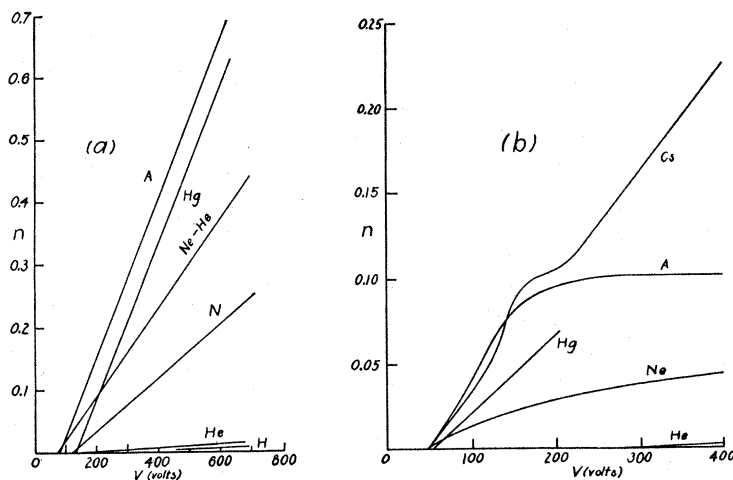 0.7
0.6
0.5
0.4
0.3
0.2
0.1
n
(a)
A
Hg
Ne-He
N
He
H
0
200
400
600
800
V (volts)
0.25
0.20
0.15
0.10
0.05
n
(b)
Cs
A
Hg
Ne
He
0
100
200
300
400
V (volts)